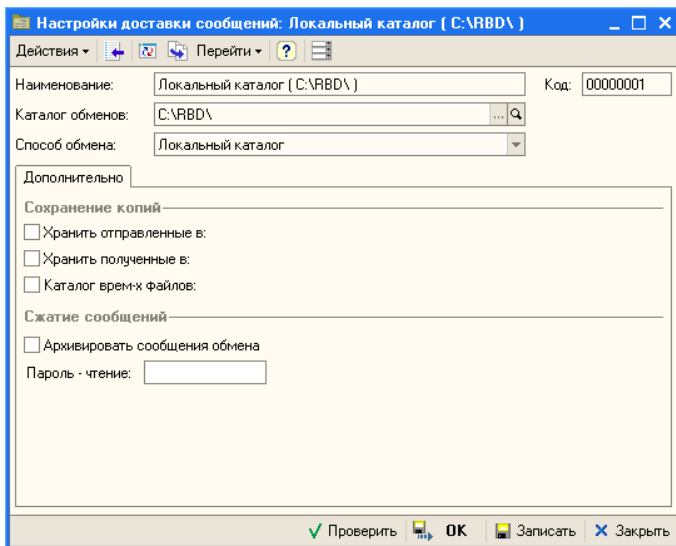 Настройки доставки сообщений: Локальный каталог ( C:\RBD\ )
Действия Перейти ?
Наименование: Локальный каталог ( C:\RBD\ ) Код: 00000001
Каталог обменов: C:\RBD\ ...
Способ обмена: Локальный каталог
Дополнительно
Сохранение копий
Хранить отправленные в:
Хранить полученные в:
Каталог врем-х файлов:
Сжатие сообщений
Архивировать сообщения обмена
Пароль - чтение:
Проверить OK Записать Закрыть